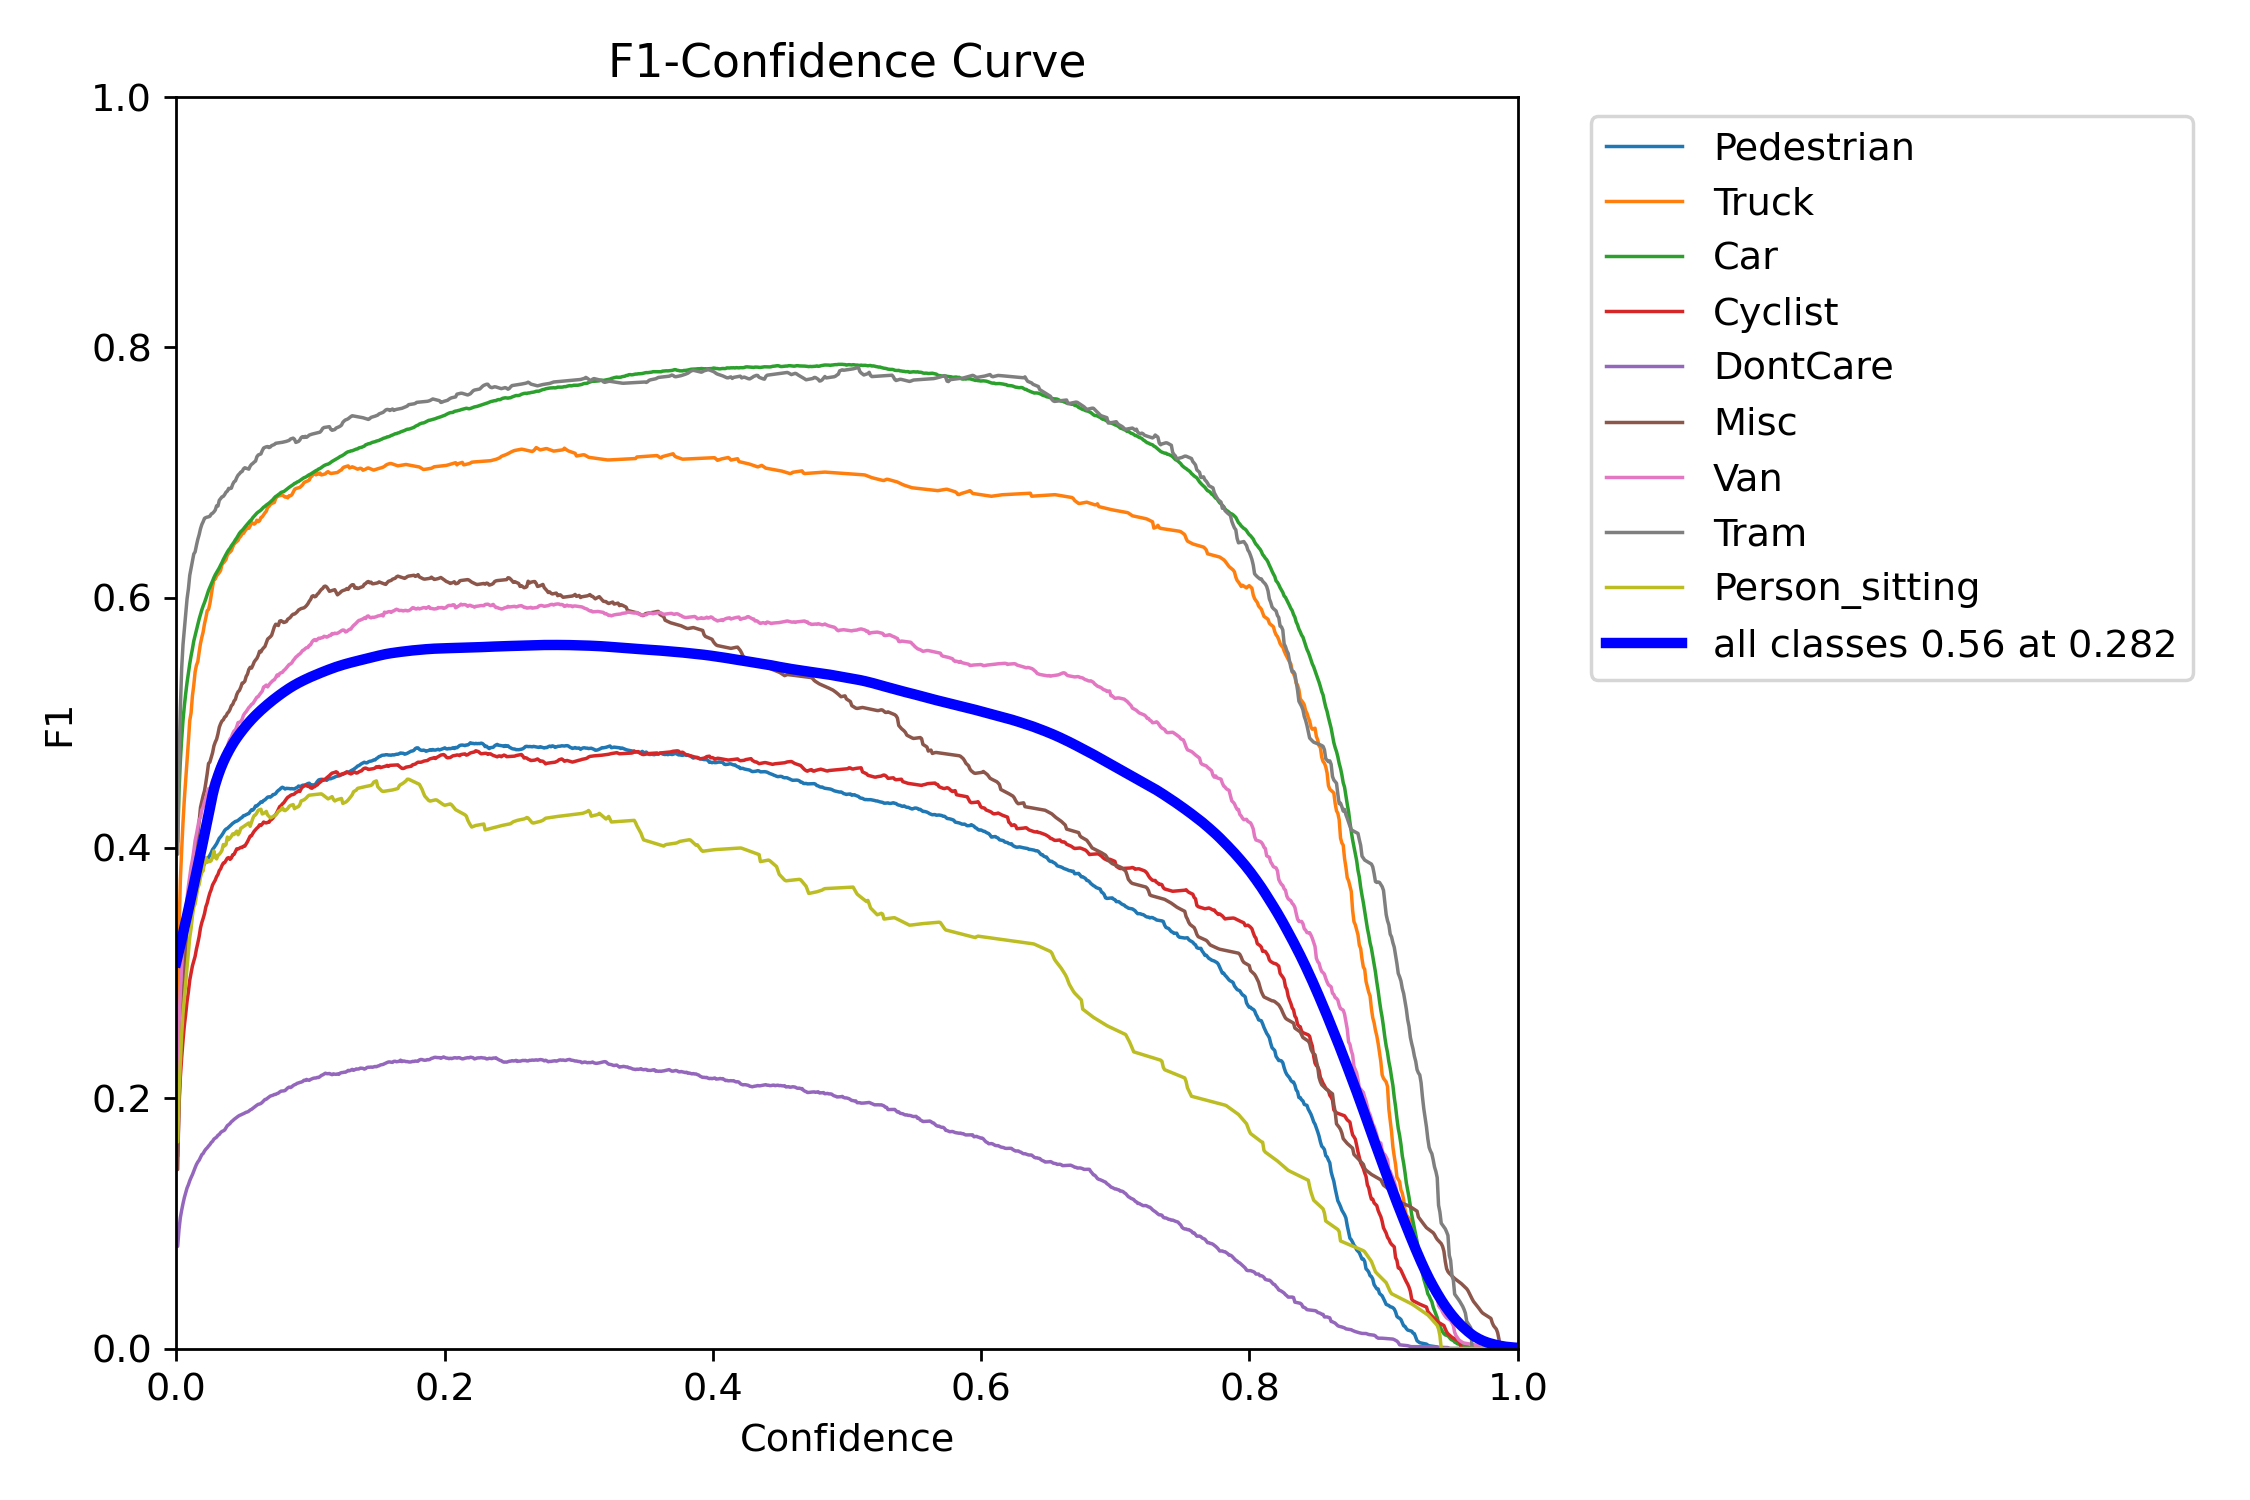 F1-Confidence Curve
1.0
0.8
0.6
0.4
0.2
0.0
F1
0.0 0.2 0.4 0.6 0.8 1.0
Confidence
Pedestrian
Truck
Car
Cyclist
DontCare
Misc
Van
Tram
Person_sitting
all classes 0.56 at 0.282